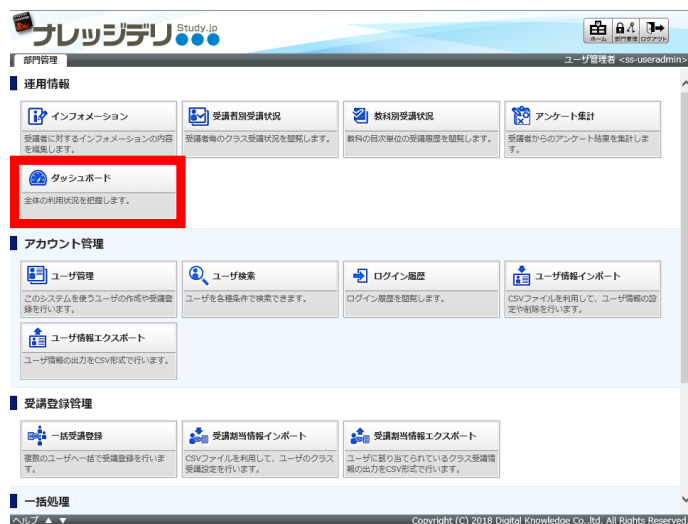 ナレッジデリ Study.jp
ホーム 部門管理 ログアウト
部門管理
ユーザ管理者 <ss-useradmin>
運用情報
インフォメーション
受講者に対するインフォメーションの内容
を編集します。
受講者別受講状況
受講者毎のクラス受講状況を閲覧します。
教科別受講状況
教科の目次単位の受講履歴を閲覧します。
アンケート集計
受講者からのアンケート結果を集計しま
す。
ダッシュボード
全体の利用状況を把握します。
アカウント管理
ユーザ管理
このシステムを使うユーザの作成や受講登
録を行います。
ユーザ検索
ユーザを各種条件で検索できます。
ログイン履歴
ログイン履歴を閲覧します。
ユーザ情報インポート
CSVファイルを利用して、ユーザ情報の設
定や削除を行います。
ユーザ情報エクスポート
ユーザ情報の出力をCSV形式で行います。
受講登録管理
一括受講登録
複数のユーザへ一括で受講登録を行いま
す。
受講割当情報インポート
CSVファイルを利用して、ユーザのクラス
受講設定を行います。
受講割当情報エクスポート
ユーザに割り当てられているクラス受講情
報の出力をCSV形式で行います。
一括処理
ヘルプ ▲ ▼
Copyright (C) 2018 Digital Knowledge Co.,ltd. All Rights Reserved